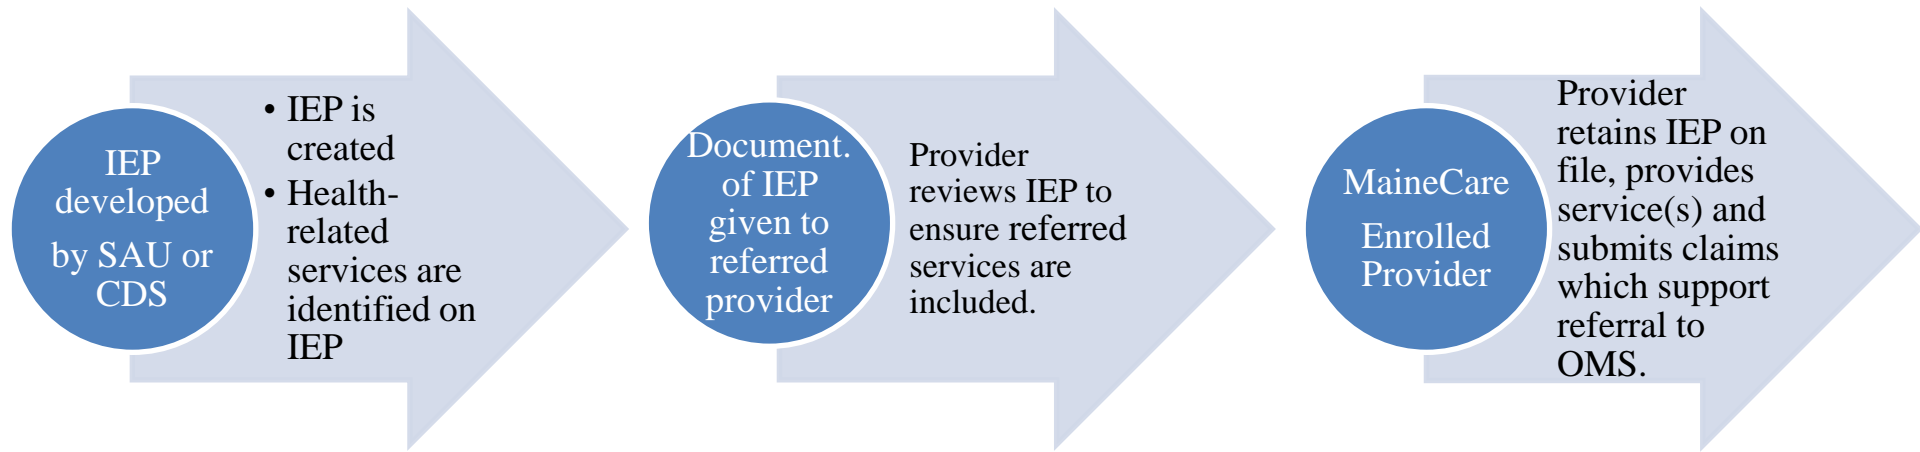 IEP
developed
by SAU or
CDS
• IEP is
created
• Health-
related
services are
identified on
IEP
Document.
of IEP
given to
referred
provider
Provider
reviews IEP to
ensure referred
services are
included.
MaineCare
Enrolled
Provider
Provider
retains IEP on
file, provides
service(s) and
submits claims
which support
referral to
OMS.